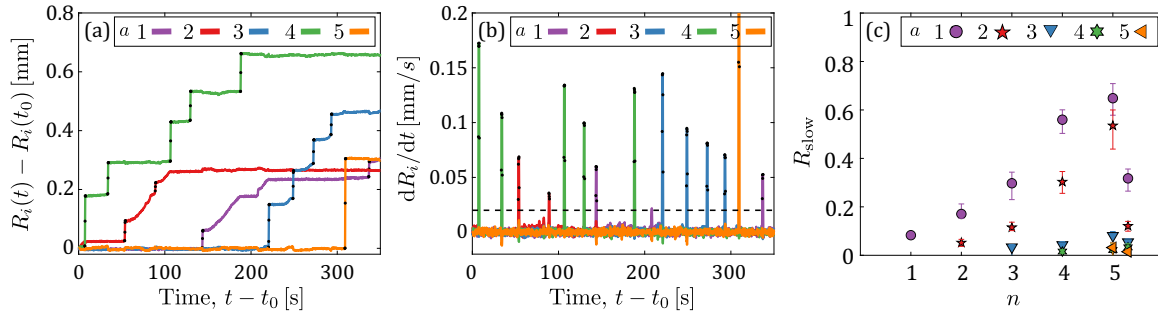 (a) a 1 2 3 4 5
0.6
0.4
0.2
0
0 100 200 300
R_i(t) − R_i(t_0) [mm]
Time, t − t_0 [s]
(b) a 1 2 3 4 5
0.2
0.15
0.1
0.05
0
0 100 200 300
dR_i/dt [mm/s]
Time, t − t_0 [s]
(c) a 1 2 3 4 5
1
0.8
0.6
0.4
0.2
0
1 2 3 4 5
R_slow
n